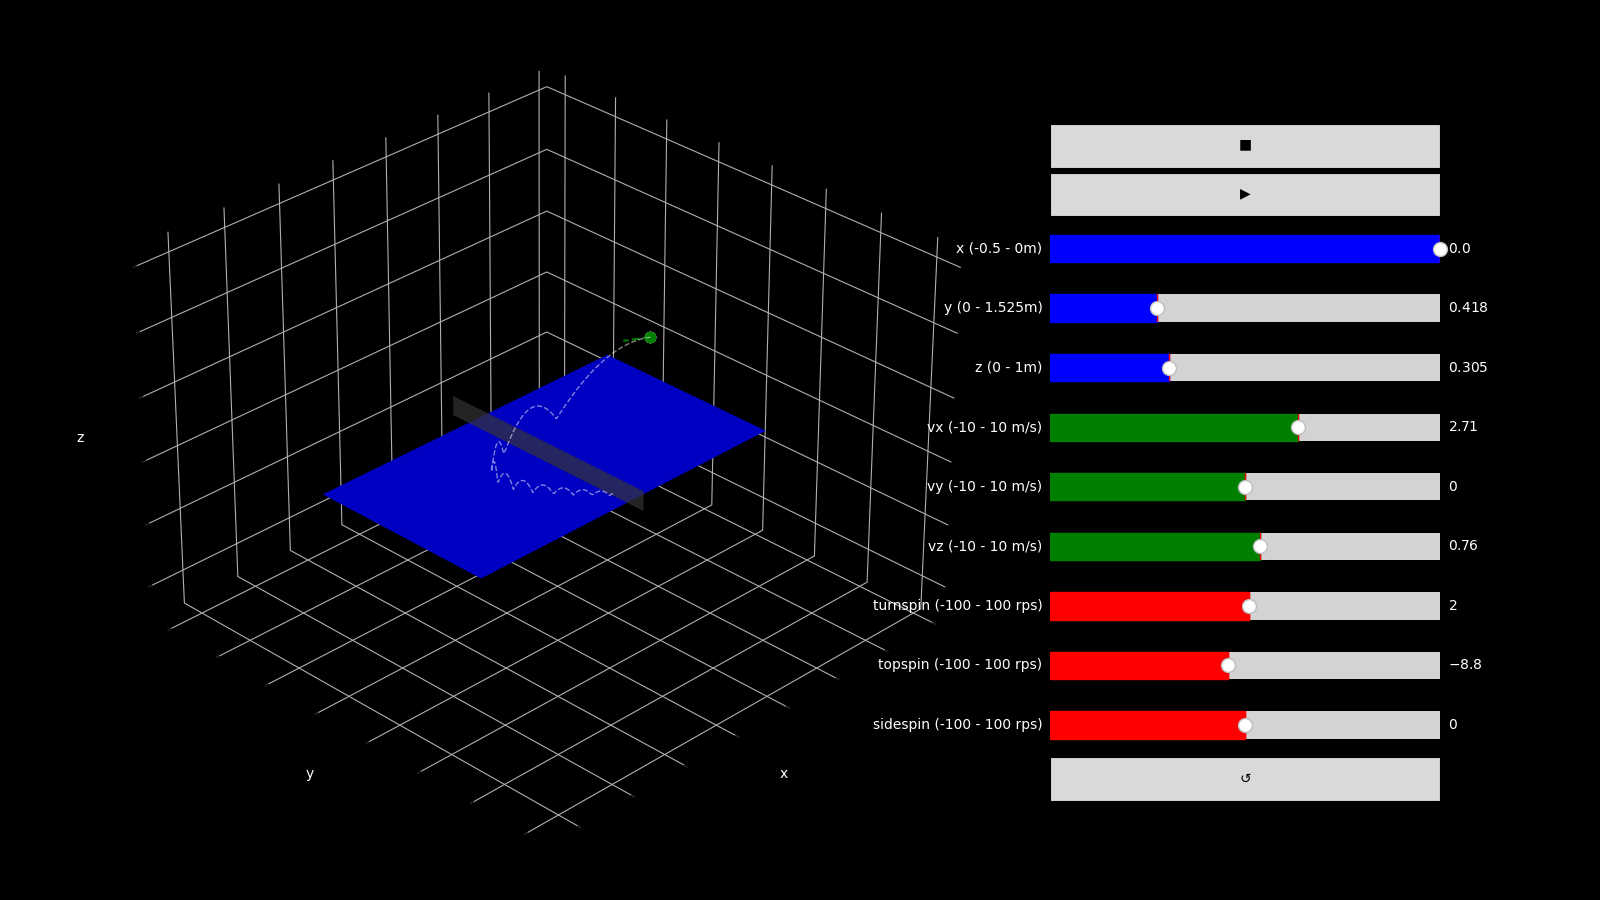 ■
▶
x (-0.5 - 0m) 0.0
y (0 - 1.525m) 0.418
z (0 - 1m) 0.305
vx (-10 - 10 m/s) 2.71
z
vy (-10 - 10 m/s) 0
vz (-10 - 10 m/s) 0.76
turnspin (-100 - 100 rps) 2
topspin (-100 - 100 rps) −8.8
sidespin (-100 - 100 rps) 0
y
x
↺